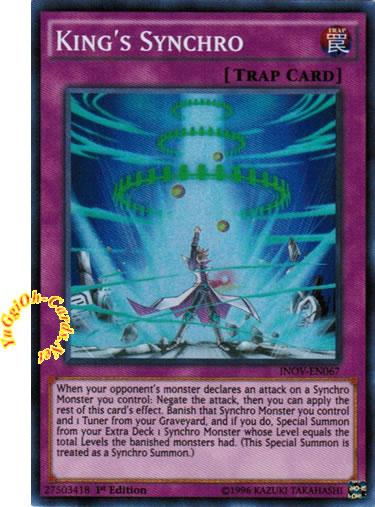 KING'S SYNCHRO
TRAP
罠
[TRAP CARD]
YuGgiOh-Cards.Net
INOV-EN067
When your opponent's monster declares an attack on a Synchro
Monster you control: Negate the attack, then you can apply the
rest of this card's effect. Banish that Synchro Monster you control
and 1 Tuner from your Graveyard, and if you do, Special Summon
from your Extra Deck 1 Synchro Monster whose Level equals the
total Levels the banished monsters had. (This Special Summon
is treated as a Synchro Summon.)
27503418 1st Edition
©1996 KAZUKI TAKAHASHI